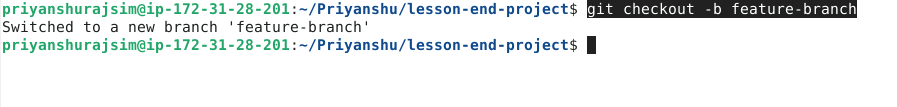 priyanshurajsim@ip-172-31-28-201:~/Priyanshu/lesson-end-project$ git checkout -b feature-branch
Switched to a new branch 'feature-branch'
priyanshurajsim@ip-172-31-28-201:~/Priyanshu/lesson-end-project$